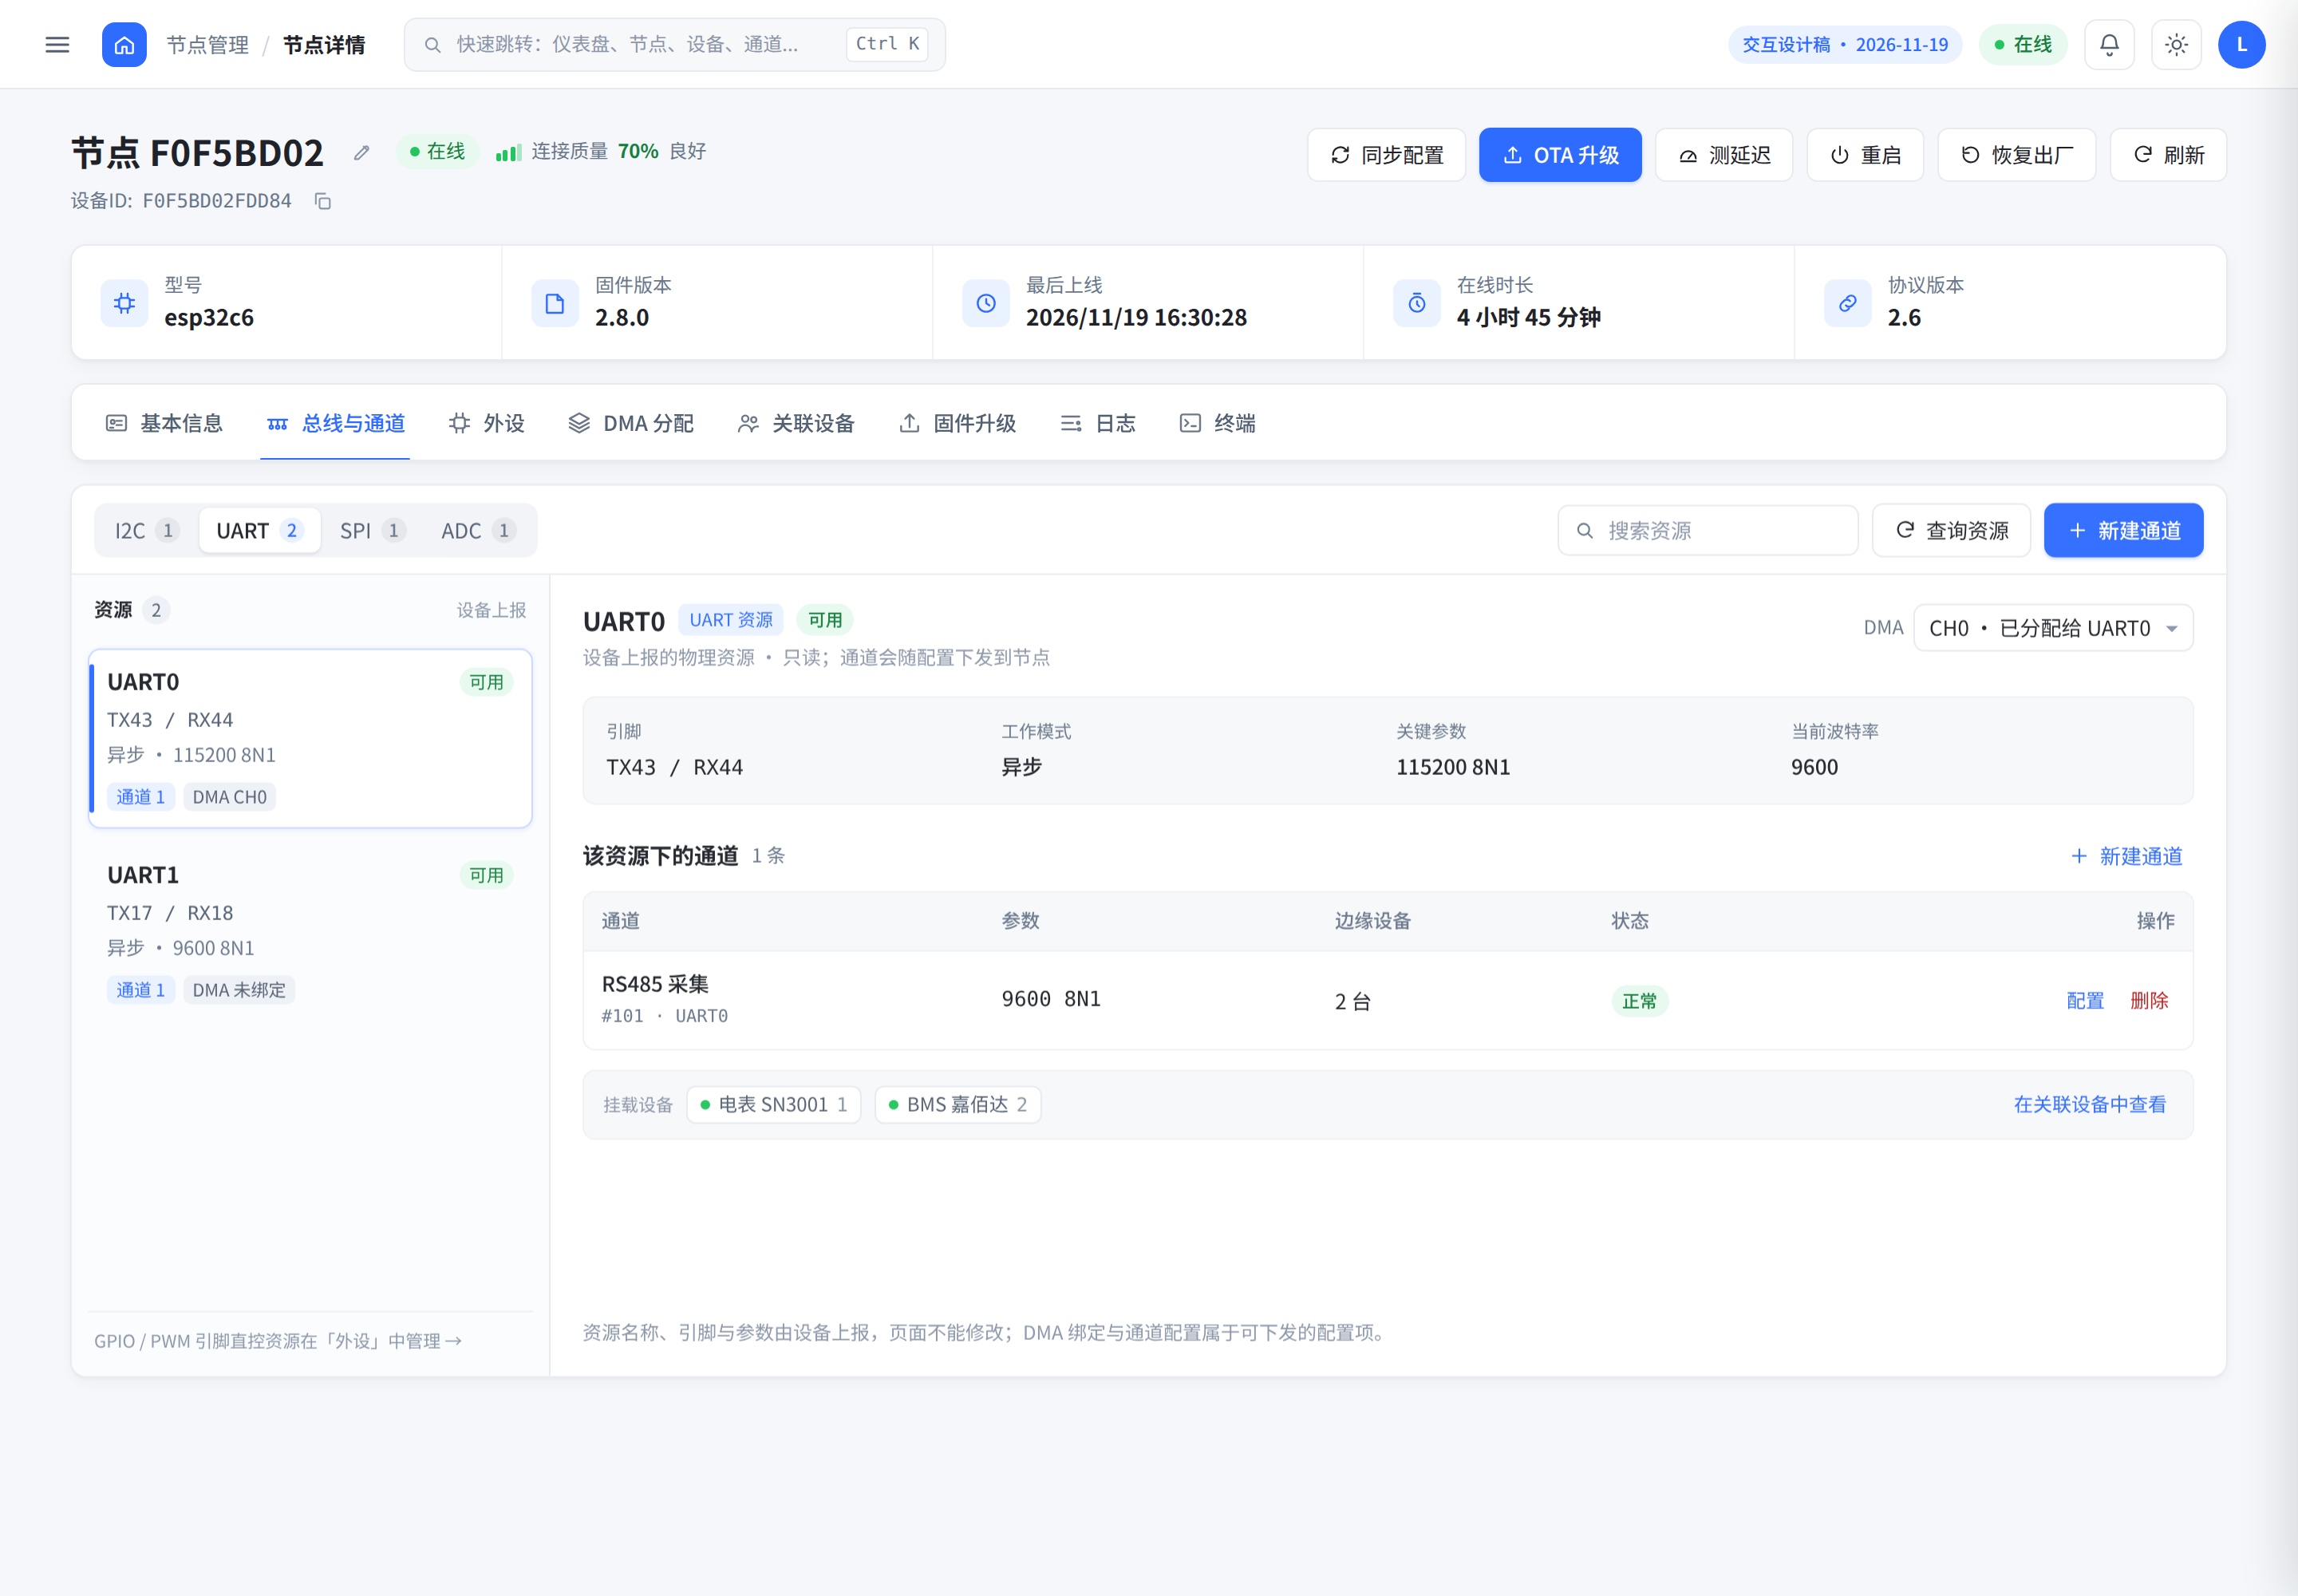 节点管理 / 节点详情
快速跳转：仪表盘、节点、设备、通道... Ctrl K
交互设计稿 • 2026-11-19
在线
L
节点 F0F5BD02
在线
连接质量 70% 良好
设备ID: F0F5BD02FDD84
同步配置
OTA 升级
测延迟
重启
恢复出厂
刷新
型号
esp32c6
固件版本
2.8.0
最后上线
2026/11/19 16:30:28
在线时长
4 小时 45 分钟
协议版本
2.6
基本信息
总线与通道
外设
DMA 分配
关联设备
固件升级
日志
终端
I2C 1
UART 2
SPI 1
ADC 1
搜索资源
查询资源
新建通道
资源 2
设备上报
UART0
可用
TX43 / RX44
异步 • 115200 8N1
通道 1
DMA CH0
UART1
可用
TX17 / RX18
异步 • 9600 8N1
通道 1
DMA 未绑定
GPIO / PWM 引脚直控资源在「外设」中管理 →
UART0
UART 资源
可用
设备上报的物理资源 • 只读；通道会随配置下发到节点
DMA
CH0 • 已分配给 UART0
引脚
TX43 / RX44
工作模式
异步
关键参数
115200 8N1
当前波特率
9600
该资源下的通道 1 条
新建通道
通道
参数
边缘设备
状态
操作
RS485 采集
#101 · UART0
9600 8N1
2 台
正常
配置
删除
挂载设备
电表 SN3001 1
BMS 嘉佰达 2
在关联设备中查看
资源名称、引脚与参数由设备上报，页面不能修改；DMA 绑定与通道配置属于可下发的配置项。